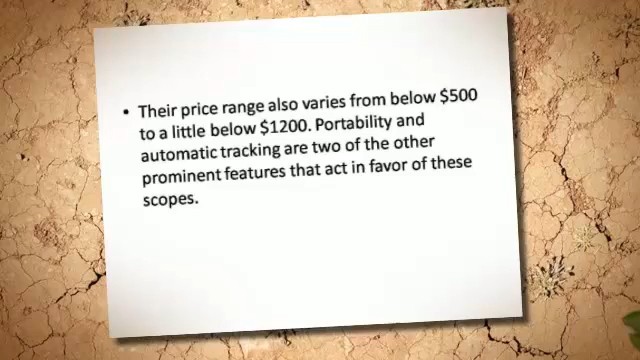 • Their price range also varies from below $500
to a little below $1200. Portability and
automatic tracking are two of the other
prominent features that act in favor of these
scopes.